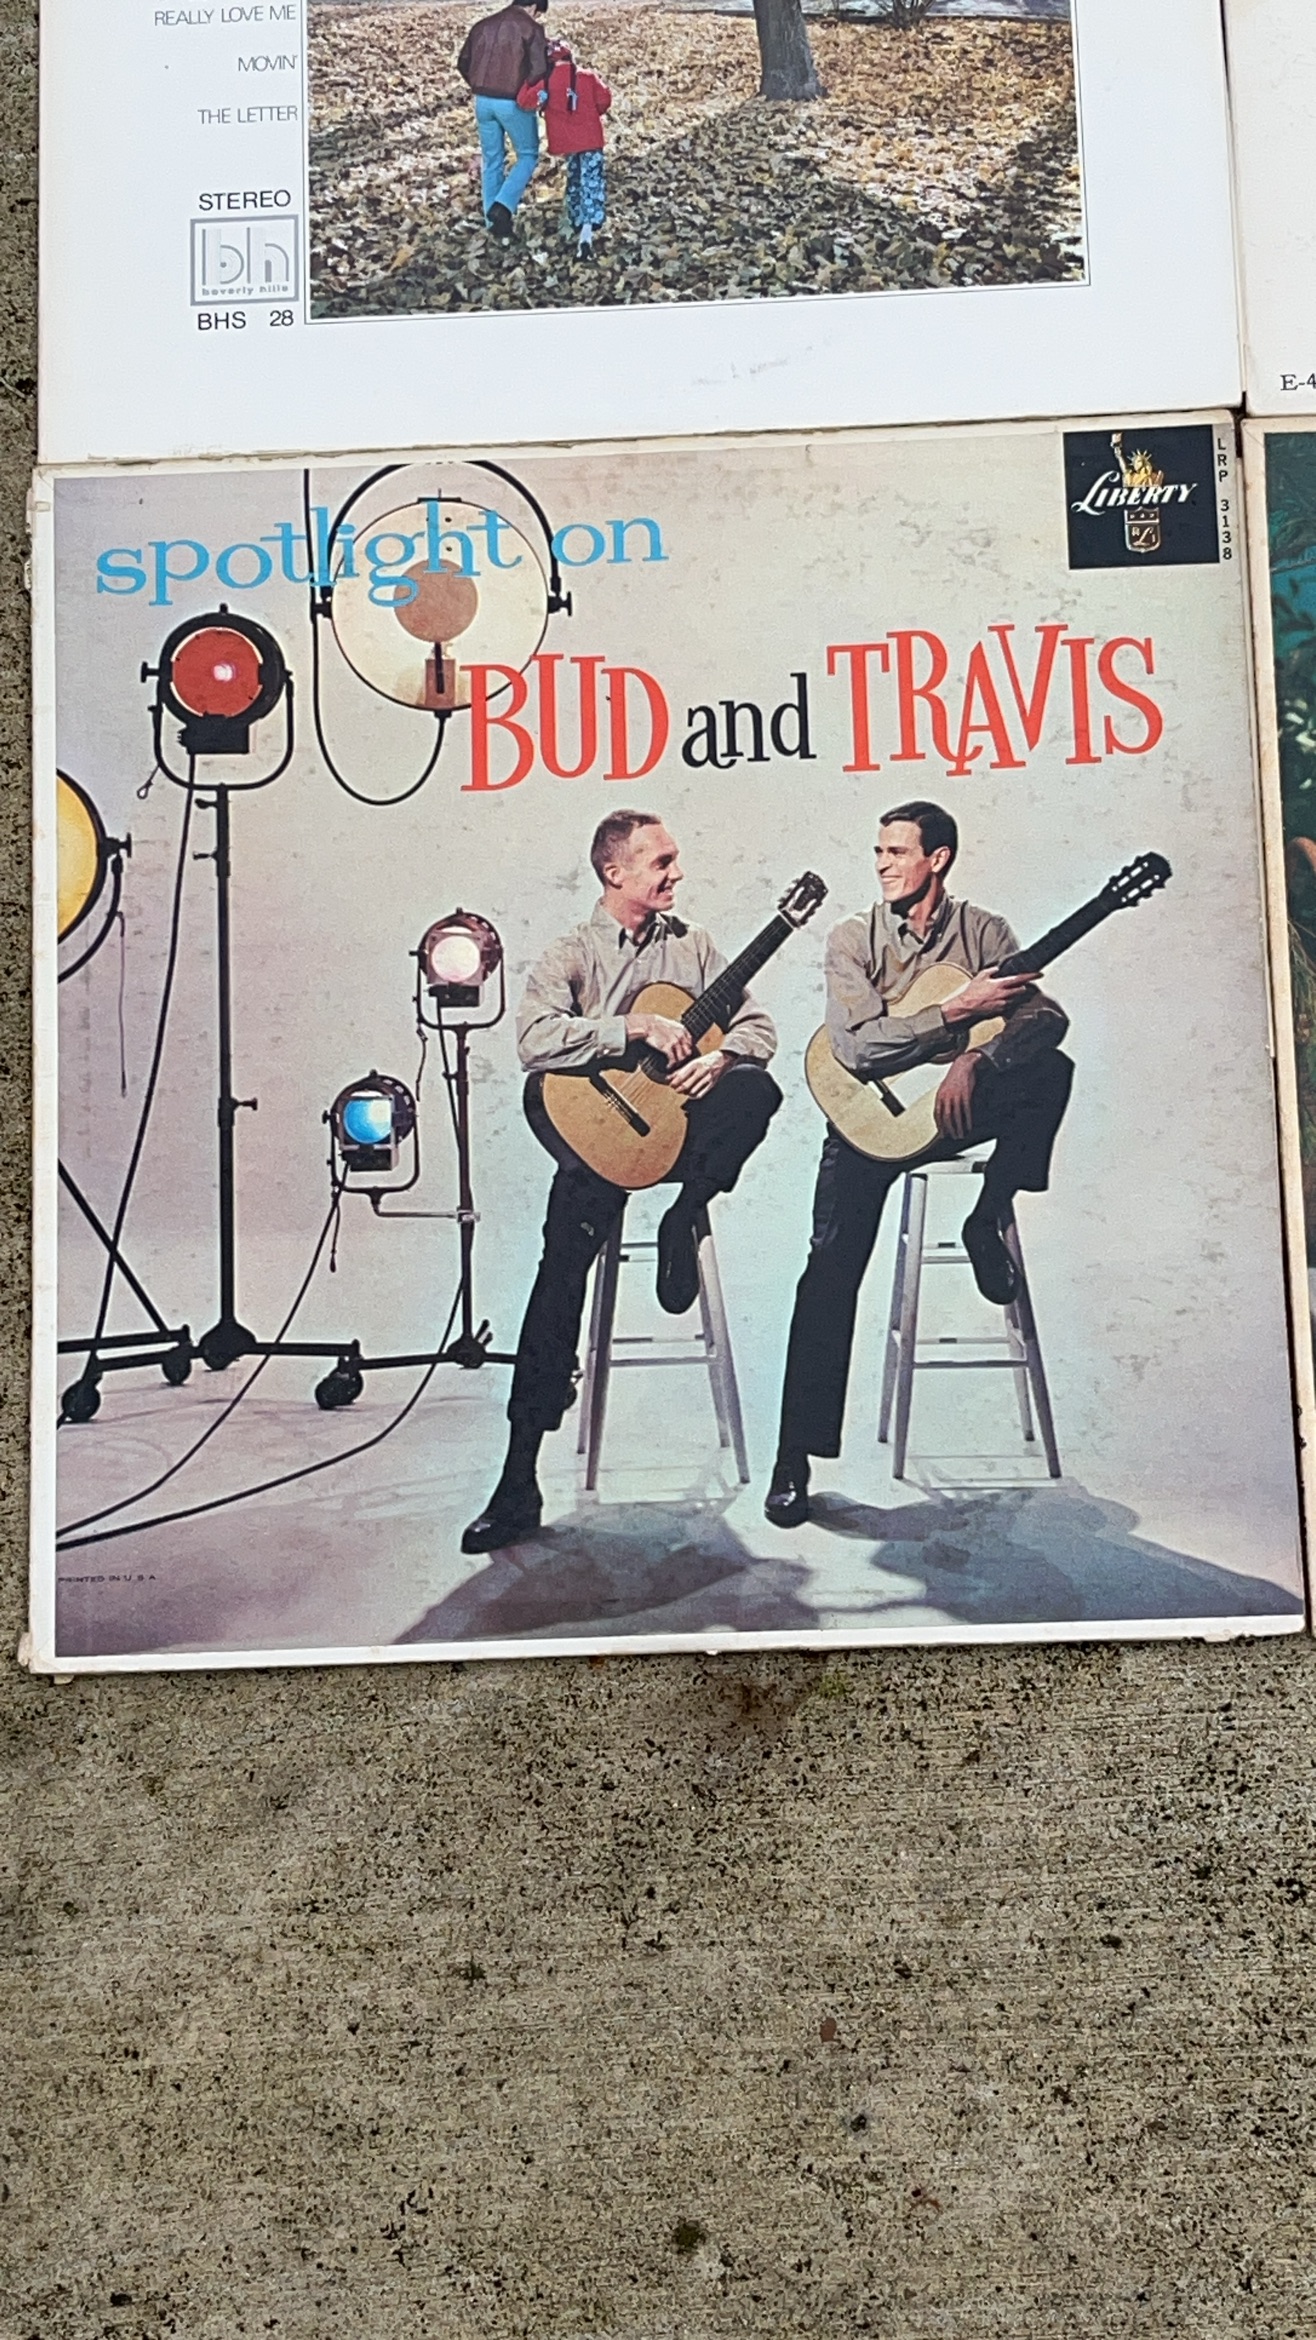 REALLY LOVE ME
MOVIN'
THE LETTER
STEREO
bh
beverly hills
BHS 28
E-4
LIBERTY
LRP 3138
spotlight on
BUD and TRAVIS
PRINTED IN U.S.A.